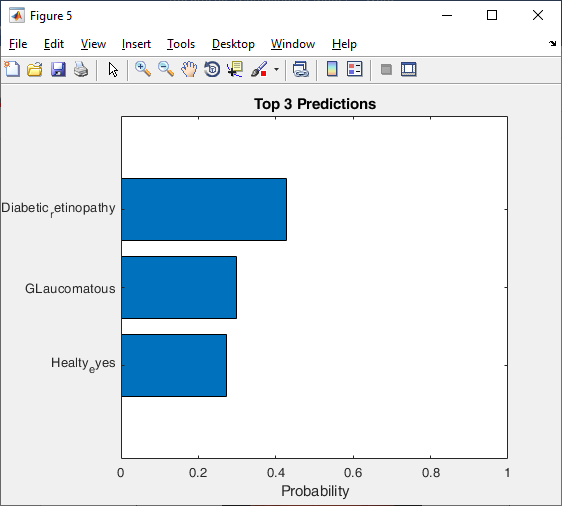 Figure 5
File Edit View Insert Tools Desktop Window Help
Top 3 Predictions
Diabetic_retinopathy
GLaucomatous
Healty_eyes
0 0.2 0.4 0.6 0.8 1
Probability